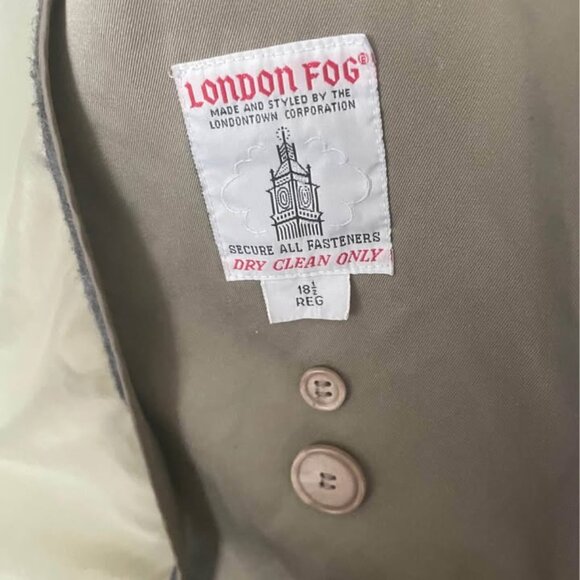 LONDON FOG®
MADE AND STYLED BY THE
LONDONTOWN CORPORATION
SECURE ALL FASTENERS
DRY CLEAN ONLY
18½
REG